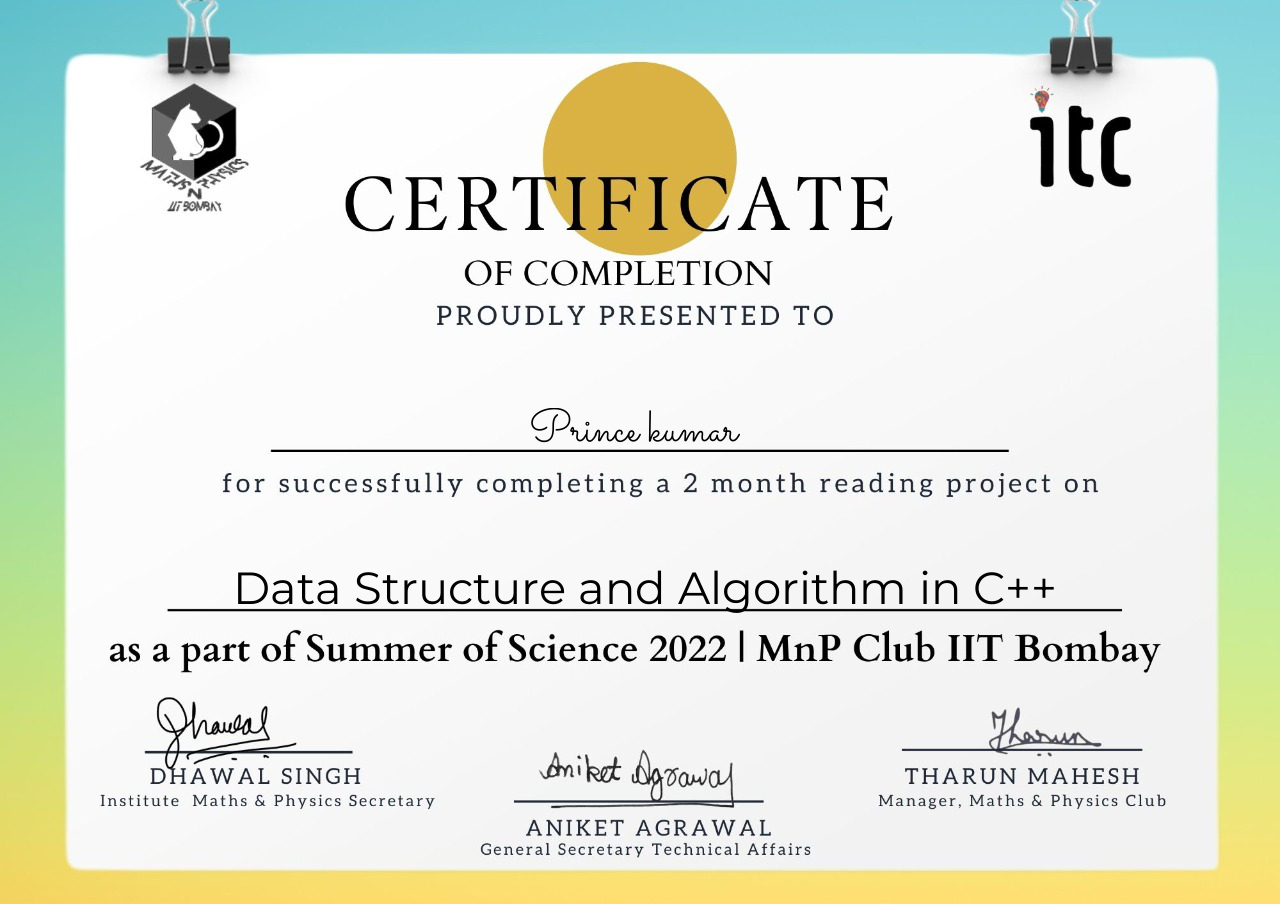 MATHS N PHYSICS
IIT BOMBAY
itc
CERTIFICATE
OF COMPLETION
PROUDLY PRESENTED TO
Prince kumar
for successfully completing a 2 month reading project on
Data Structure and Algorithm in C++
as a part of Summer of Science 2022 | MnP Club IIT Bombay
Dhawal
DHAWAL SINGH
Institute Maths & Physics Secretary
Tharun
THARUN MAHESH
Manager, Maths & Physics Club
Aniket Agrawal
ANIKET AGRAWAL
General Secretary Technical Affairs